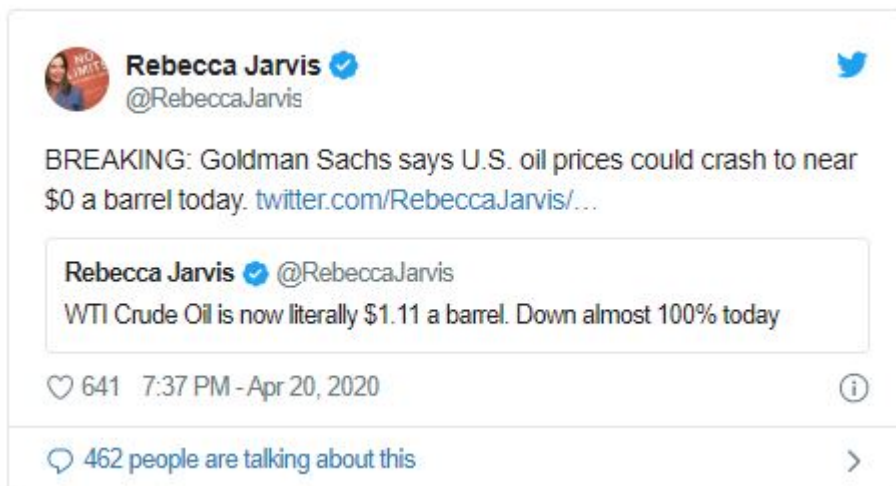 Rebecca Jarvis
@RebeccaJarvis
BREAKING: Goldman Sachs says U.S. oil prices could crash to near
$0 a barrel today. twitter.com/RebeccaJarvis/…
Rebecca Jarvis @RebeccaJarvis
WTI Crude Oil is now literally $1.11 a barrel. Down almost 100% today
641 7:37 PM - Apr 20, 2020
462 people are talking about this